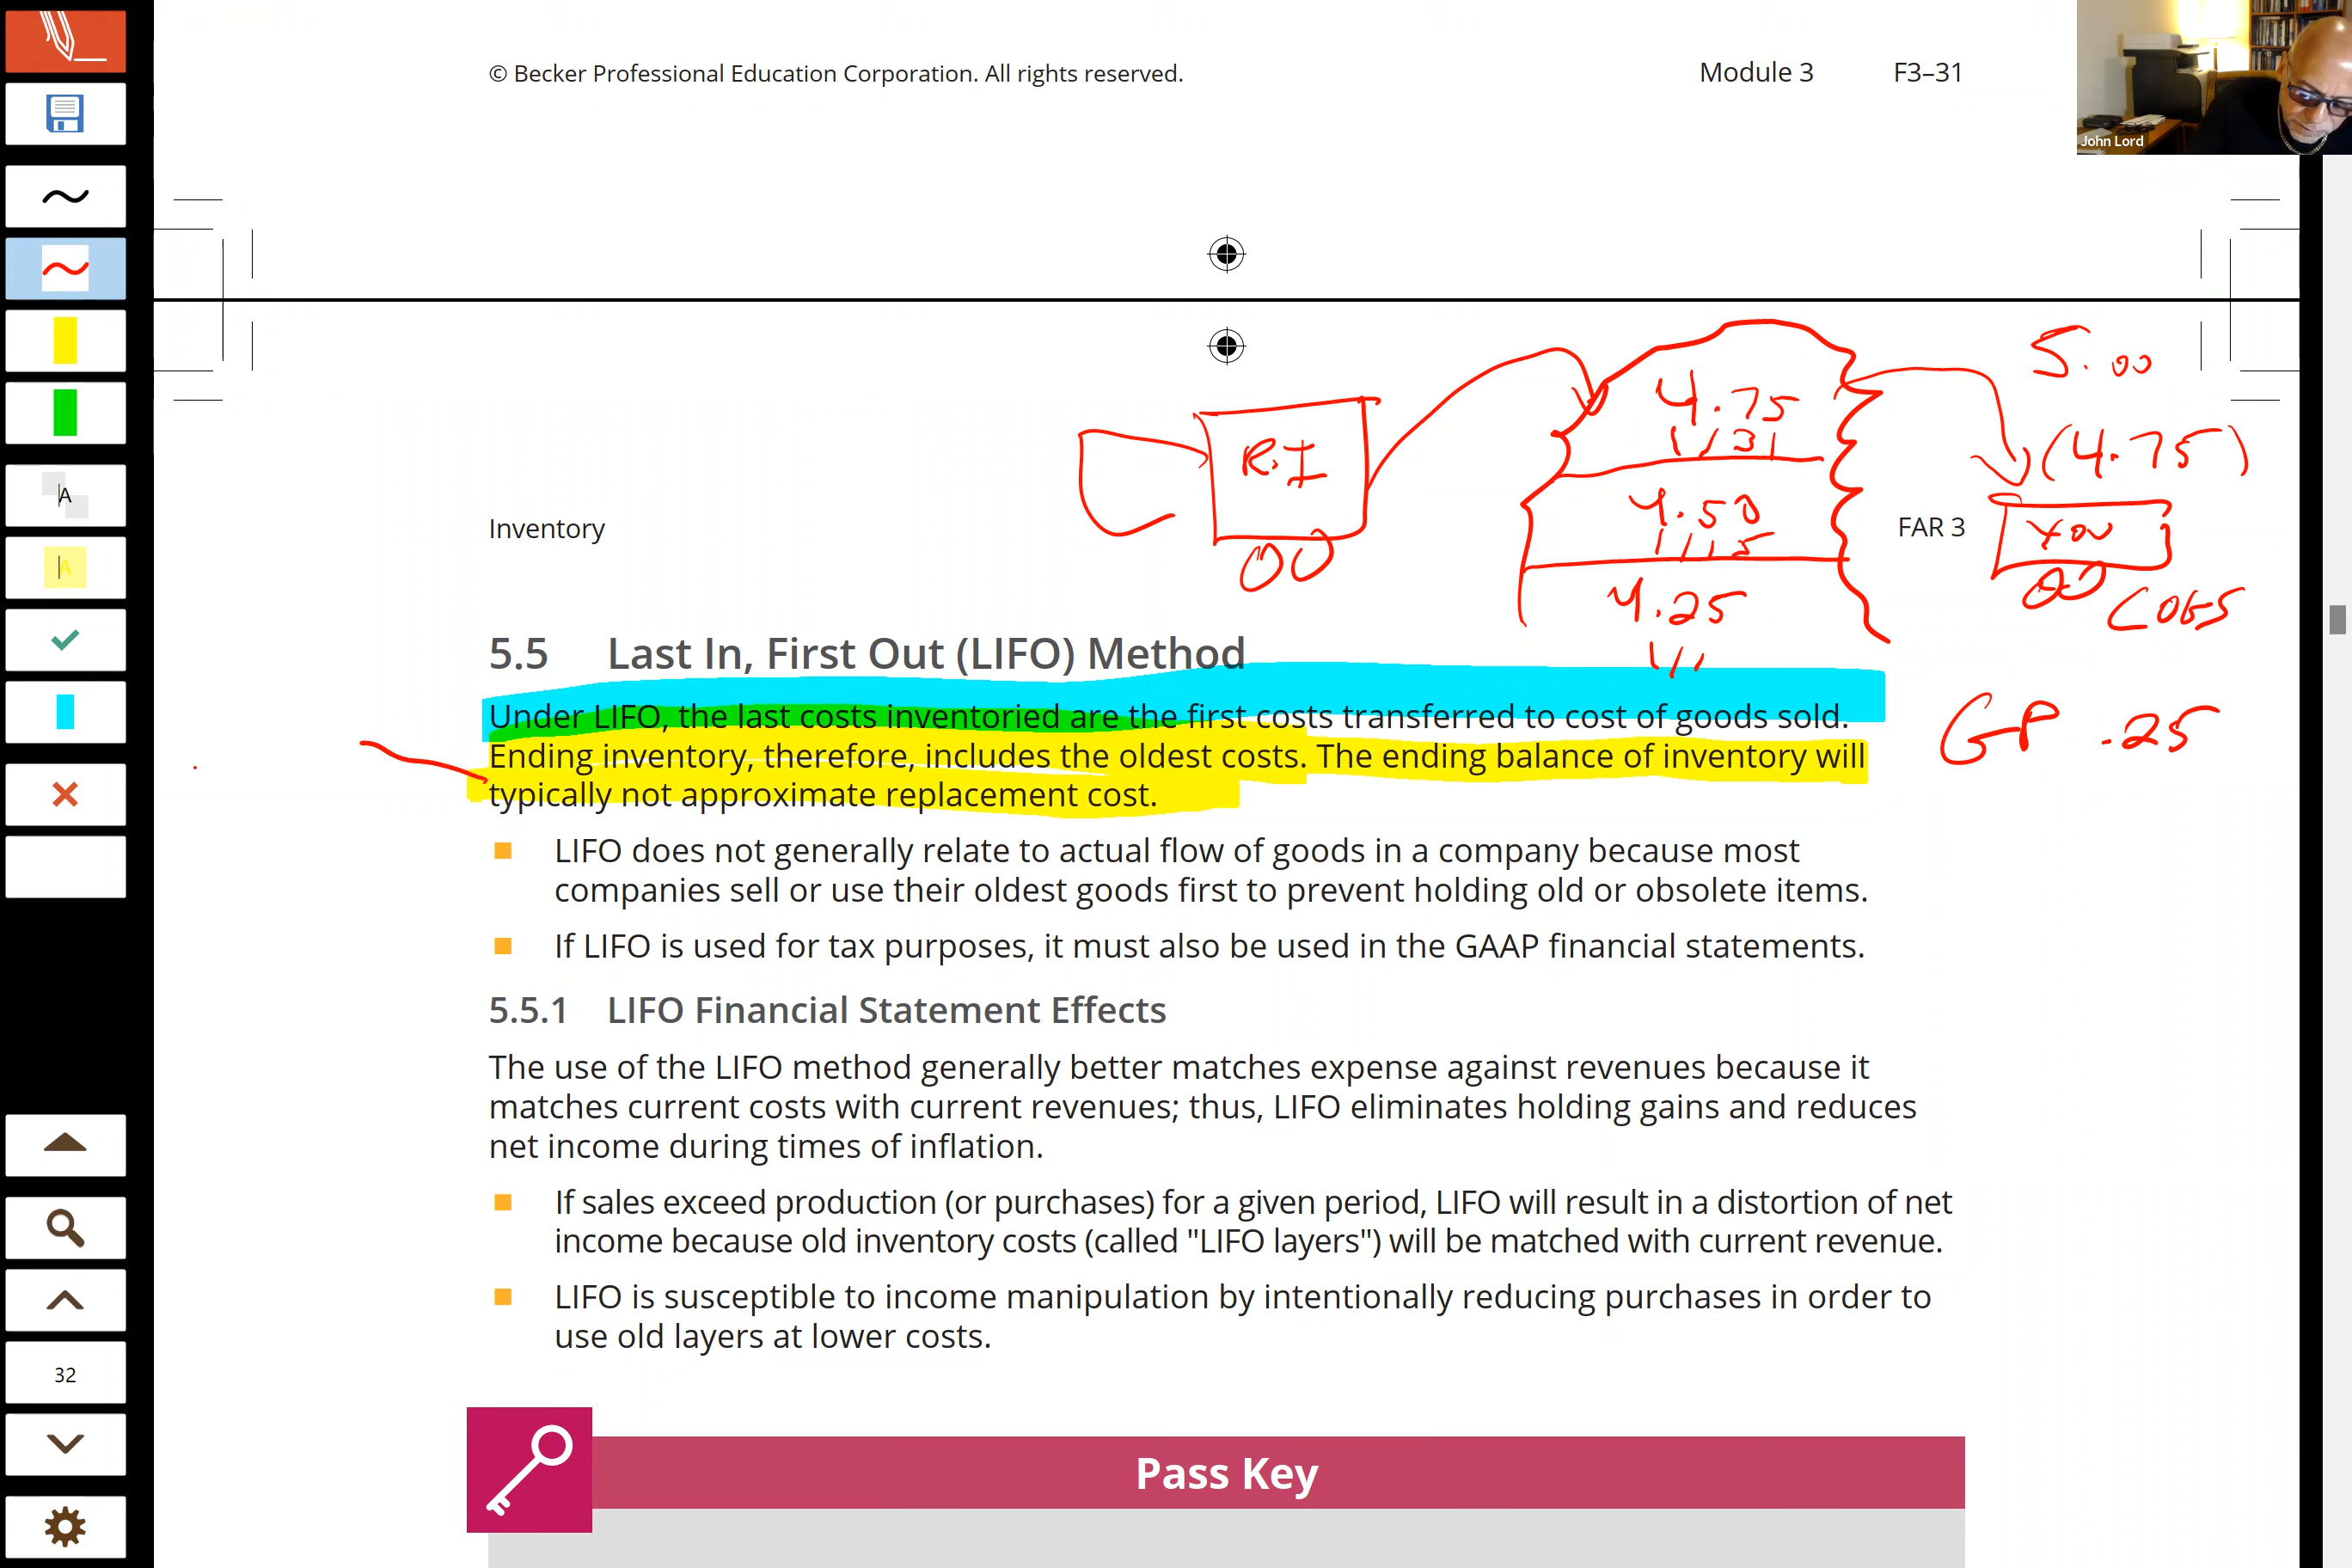 © Becker Professional Education Corporation. All rights reserved.
Module 3 F3–31
John Lord
5.00
4.75
1/31
(4.75)
R.I
4.50
1/15
Inventory
FAR 3
You
4.25
COGS
1/1
5.5 Last In, First Out (LIFO) Method
Under LIFO, the last costs inventoried are the first costs transferred to cost of goods sold.
Ending inventory, therefore, includes the oldest costs. The ending balance of inventory will
typically not approximate replacement cost.
GP .25
LIFO does not generally relate to actual flow of goods in a company because most
companies sell or use their oldest goods first to prevent holding old or obsolete items.
If LIFO is used for tax purposes, it must also be used in the GAAP financial statements.
5.5.1 LIFO Financial Statement Effects
The use of the LIFO method generally better matches expense against revenues because it
matches current costs with current revenues; thus, LIFO eliminates holding gains and reduces
net income during times of inflation.
If sales exceed production (or purchases) for a given period, LIFO will result in a distortion of net
income because old inventory costs (called "LIFO layers") will be matched with current revenue.
LIFO is susceptible to income manipulation by intentionally reducing purchases in order to
use old layers at lower costs.
32
Pass Key
A
A